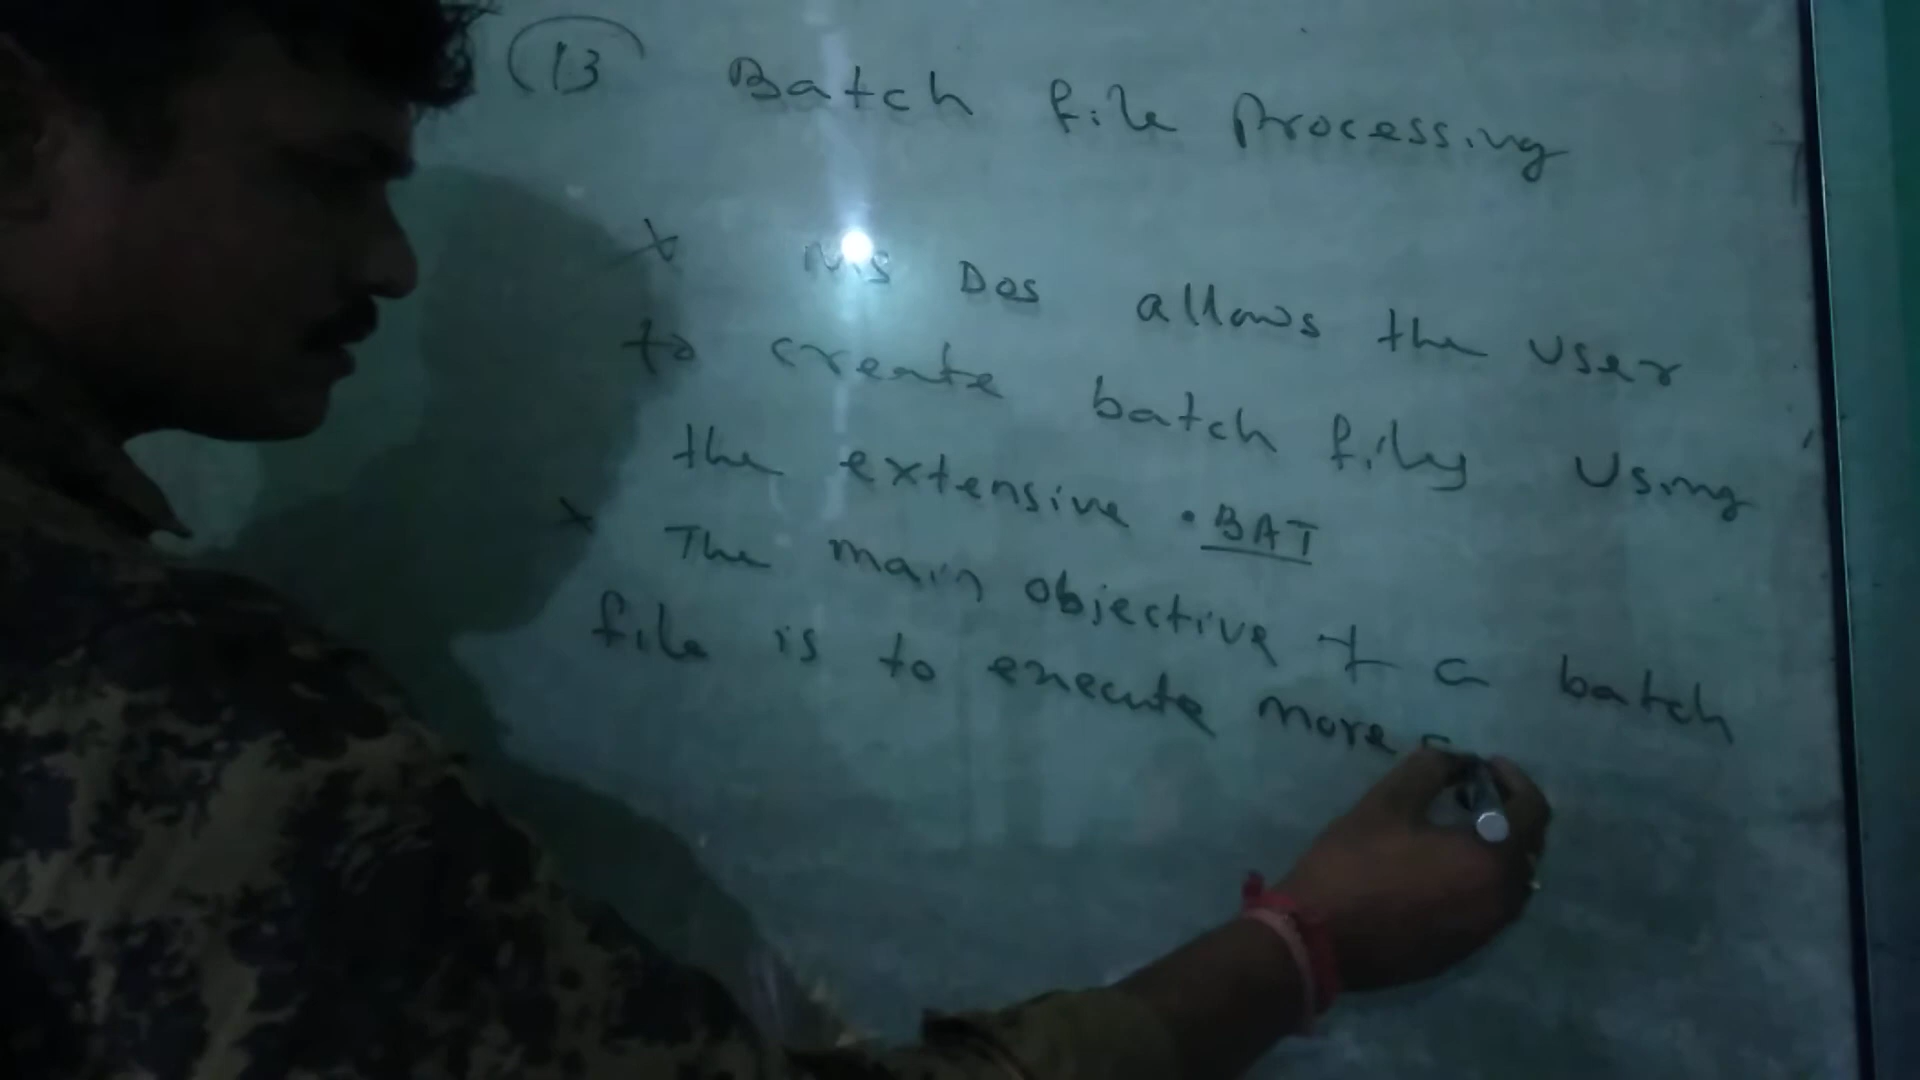 13 Batch file Processing
x MS Dos allows the user
to create batch files using
the extensive .BAT
x The main objective of a batch
file is to execute more